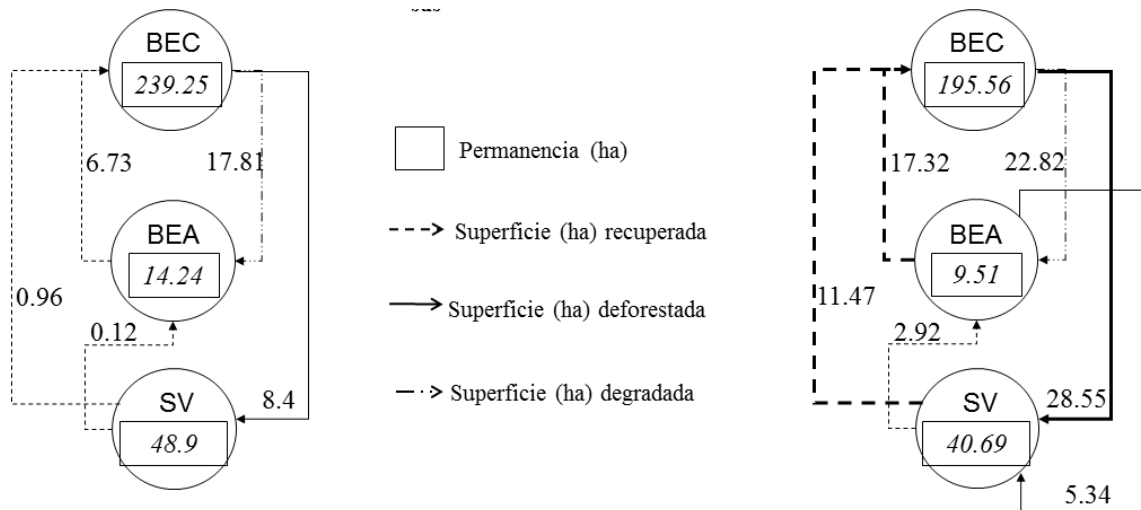 BEC
239.25
6.73
17.81
BEA
14.24
0.96
0.12
SV
8.4
48.9
Permanencia (ha)
Superficie (ha) recuperada
Superficie (ha) deforestada
Superficie (ha) degradada
BEC
195.56
17.32
22.82
BEA
9.51
11.47
2.92
SV
28.55
40.69
5.34